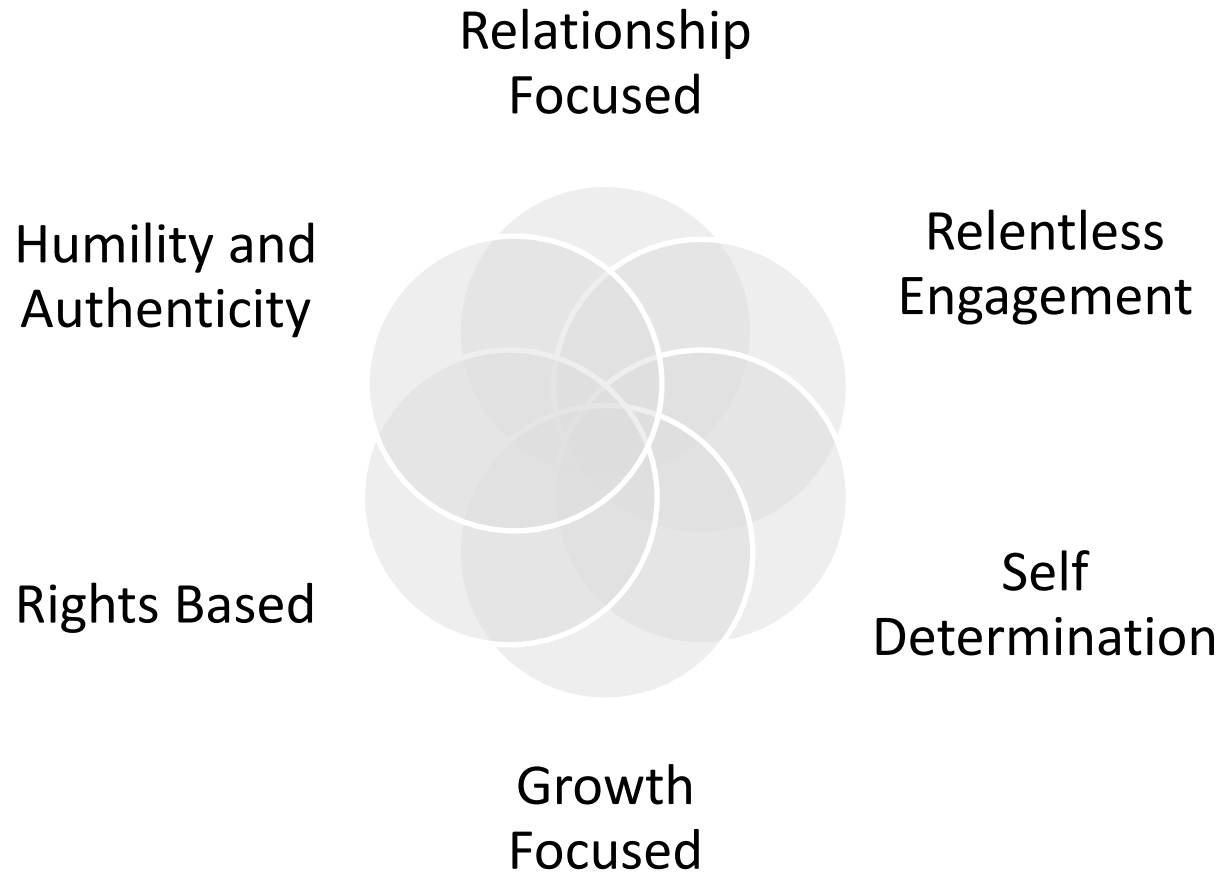 Relationship
Focused
Relentless
Engagement
Self
Determination
Growth
Focused
Rights Based
Humility and
Authenticity